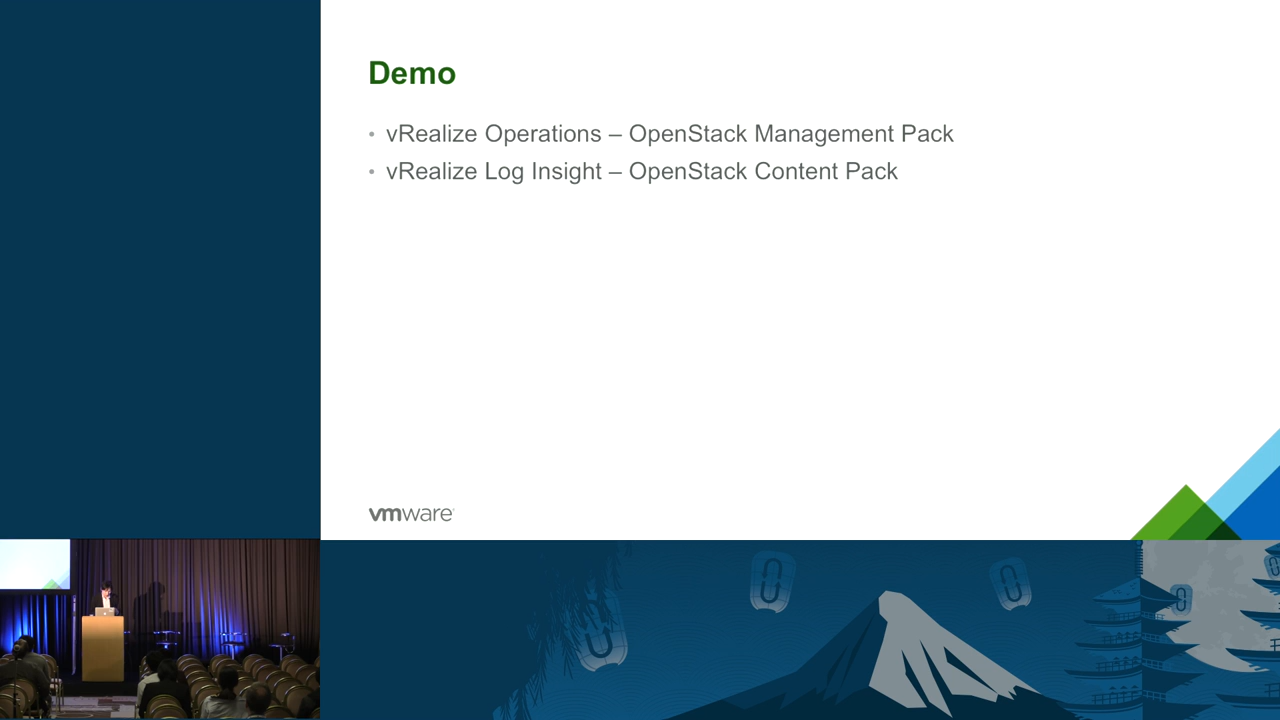 Demo
• vRealize Operations – OpenStack Management Pack
• vRealize Log Insight – OpenStack Content Pack
vmware